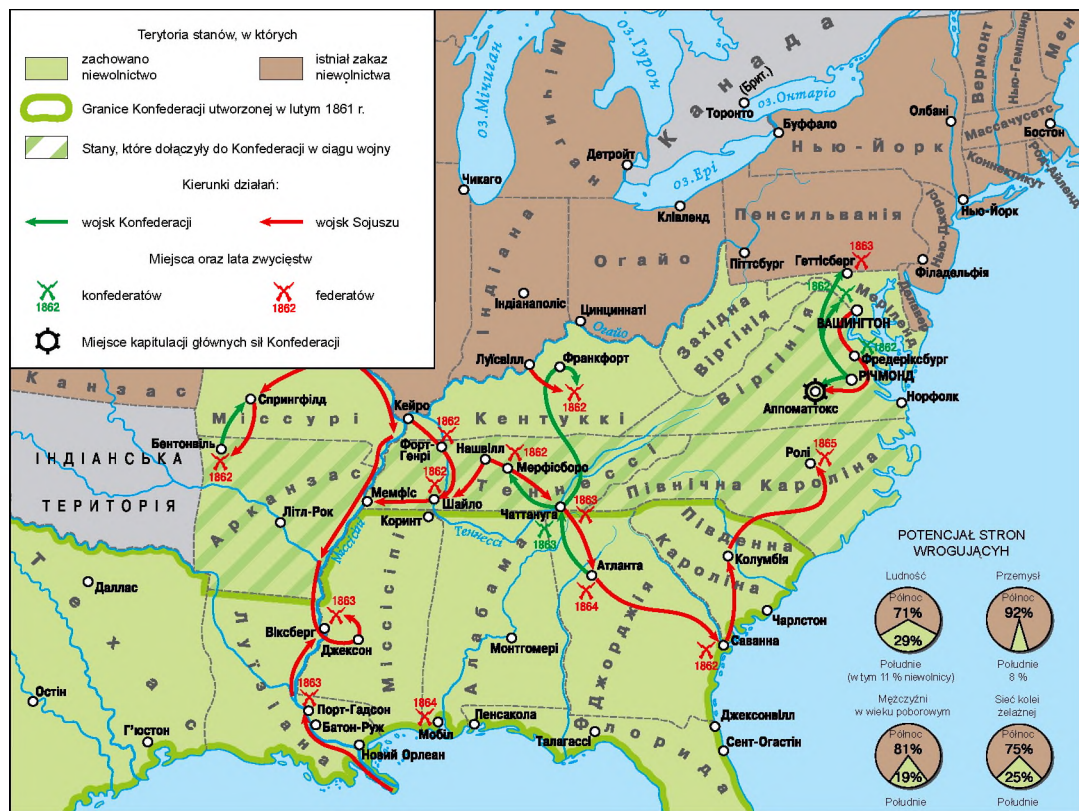 Terytoria stanów, w których
zachowano
niewolnictwo
istniał zakaz
niewolnictwa
Granice Konfederacji utworzonej w lutym 1861 r.
Stany, które dołączyły do Konfederacji w ciągu wojny
Kierunki działań:
wojsk Konfederacji
wojsk Sojuszu
Miejsca oraz lata zwycięstw
1862
konfederatów
1862
federatów
Miejsce kapitulacji głównych sił Konfederacji
оз.Мічиган
Мічиган
оз.Гурон
Канада
(Брит.)
Торонто
оз.Онтаріо
Буффало
Олбані
Вермонт
Нью-Гемпшир
Мен
Массачусетс
Бостон
Коннектикут
Род-Айленд
Нью-Йорк
Детройт
оз.Ері
Чикаго
Клівленд
Нью-Йорк
Пенсильванія
Нью-Джерсі
Піттсбург
Геттісберг
1863
Філадельфія
Індіана
Огайо
Індіанаполіс
Цинциннаті
Огайо
1862
Меріленд
Делавер
ВАШИНГТОН
Західна
Віргінія
Віргінія
1862
Фредеріксбург
РІЧМОНД
Аппоматтокс
Норфолк
Луїсвілл
Франкфорт
1862
Канзас
Спрингфілд
Міссурі
Кейро
Кентуккі
Бентонвіль
1862
ІНДІАНСЬКА
ТЕРИТОРІЯ
1862
Форт-
Генрі
Нашвілл
1862
Мерфісборо
1862
Теннессі
Ролі
1865
Північна Кароліна
Арканзас
Літл-Рок
Мемфіс
Шайло
Коринт
Теннессі
Чаттануга
1863
1863
Міссісіпі
Південна
Кароліна
Колумбія
Атланта
1864
Чарлстон
Саванна
1862
Техас
Даллас
Луїзіана
1863
Віксберг
Джексон
Міссісіпі
Алабама
Монтгомері
Джорджія
1863
Порт-Гадсон
Батон-Руж
Новий Орлеан
1864
Мобіл
Пенсакола
Талагассі
Флорида
Джексонвілл
Сент-Огастін
Остін
Г'юстон
POTENCJAŁ STRON
WROGUJĄCYH
Ludność
Północ
71%
29%
Południe
(w tym 11 % niewolnicy)
Przemysł
Północ
92%
Południe
8 %
Mężczyźni
w wieku poborowym
Północ
81%
19%
Południe
Sieć kolei
żelaźnej
Północ
75%
25%
Południe